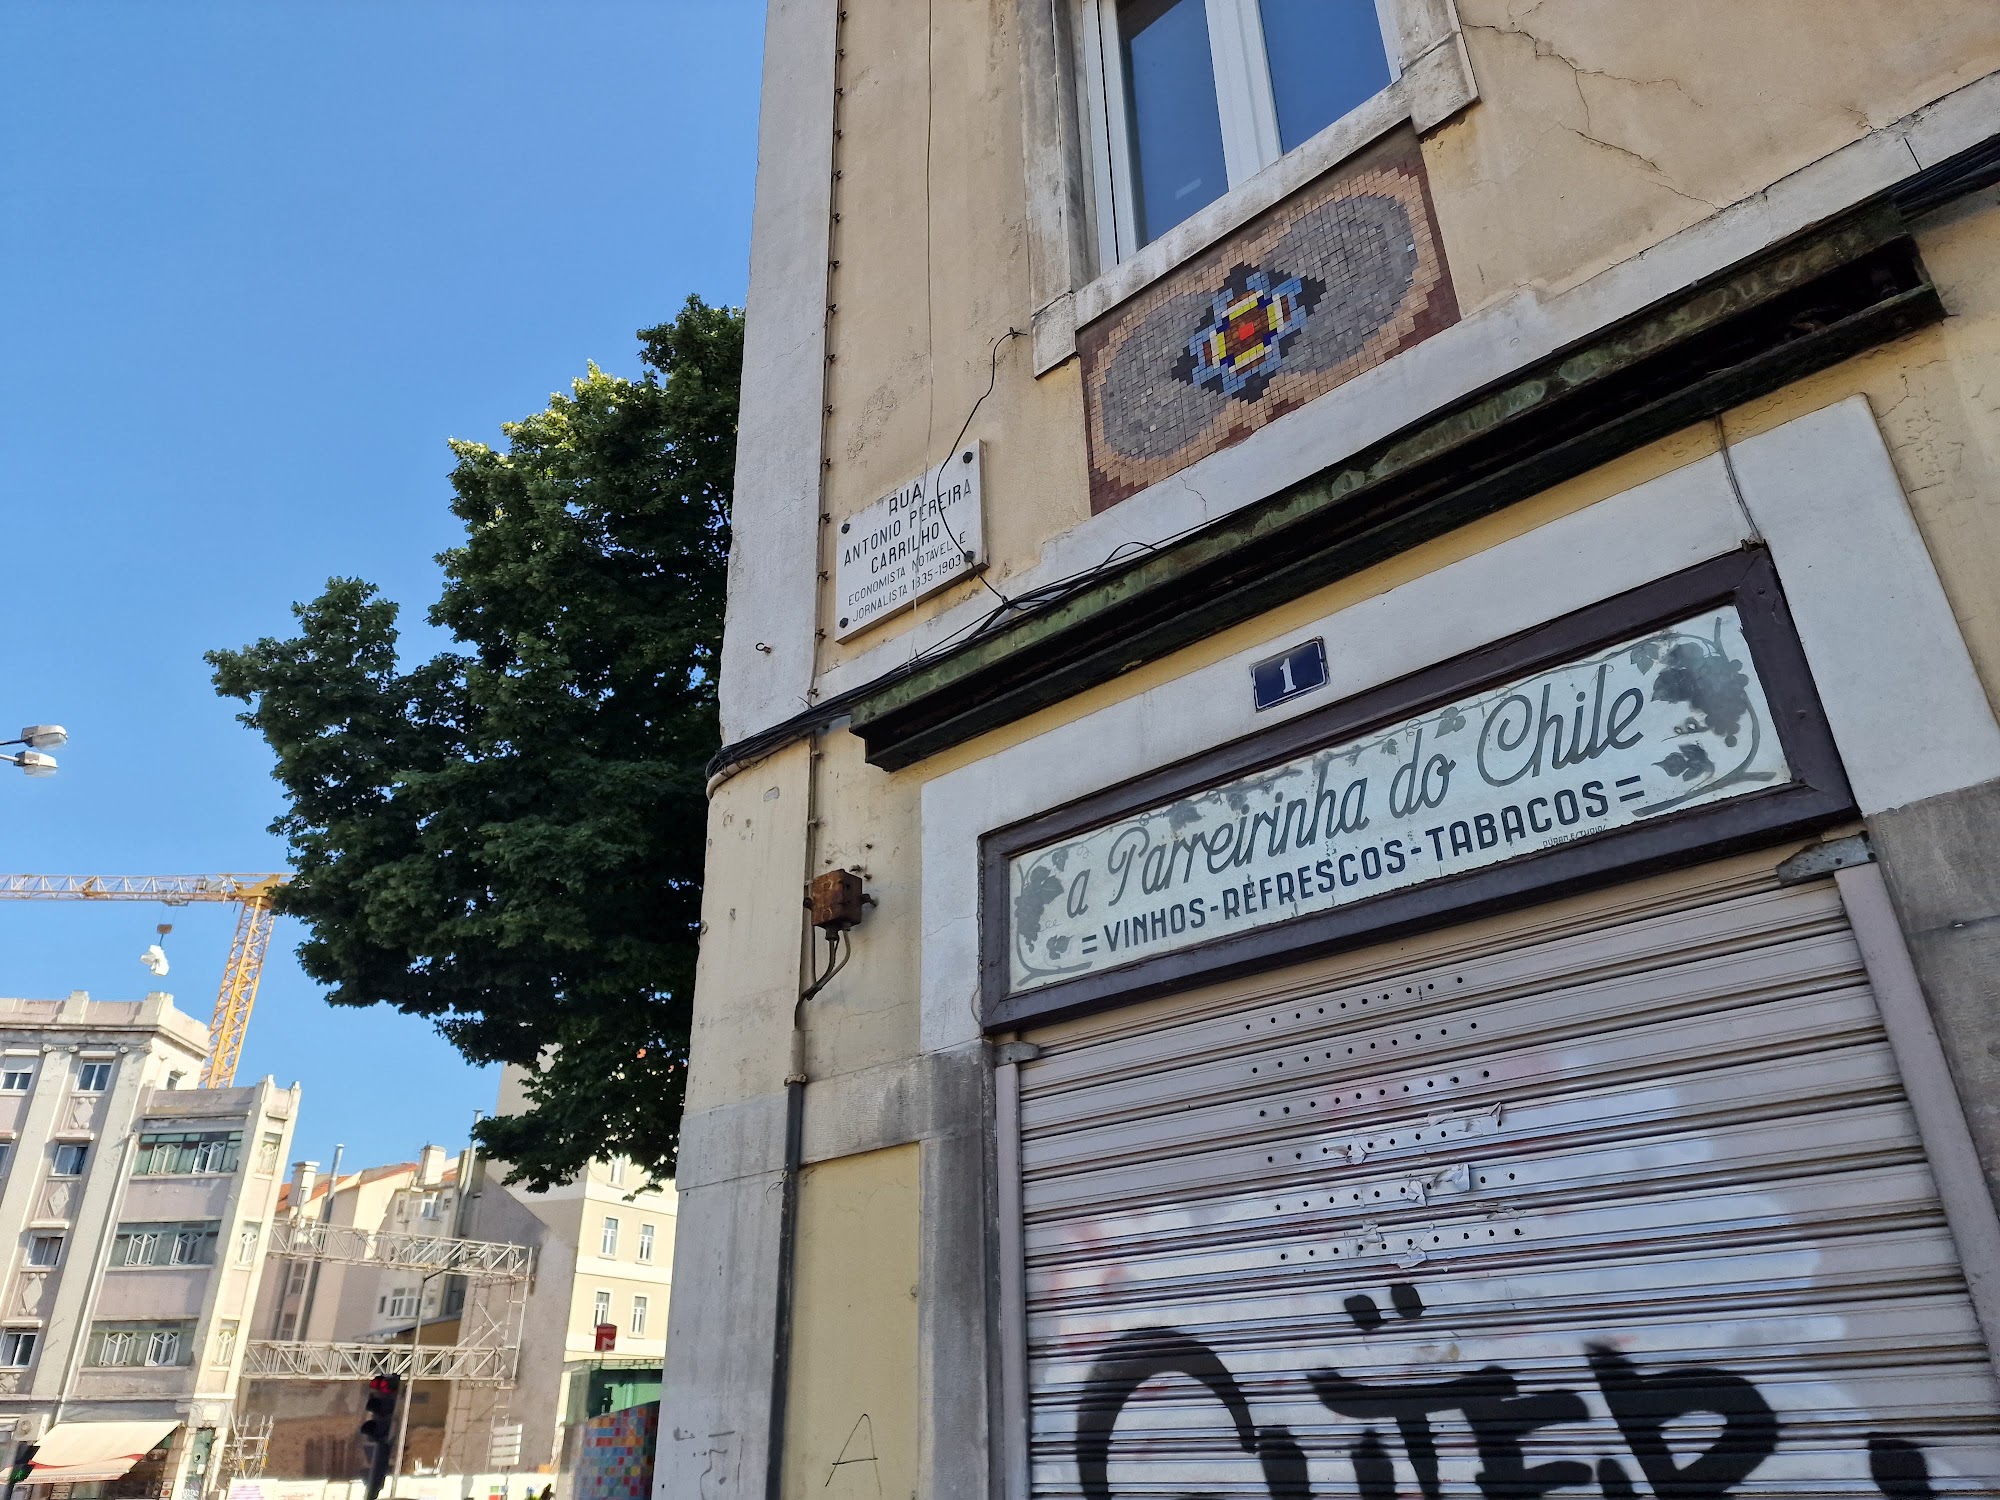 RUA
ANTÓNIO PEREIRA
CARRILHO
ECONOMISTA NOTÁVEL E
JORNALISTA 1835-1903
1
a Parreirinha do Chile
=VINHOS-REFRESCOS-TABACOS=